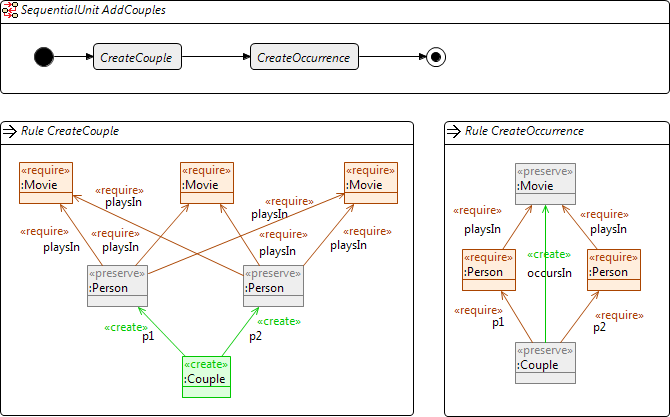 SequentialUnit AddCouples
CreateCouple
CreateOccurrence
Rule CreateCouple
«require»
:Movie
«require»
:Movie
«require»
:Movie
«require»
playsIn
«require»
playsIn
«require»
playsIn
«require»
playsIn
«require»
playsIn
«require»
playsIn
«preserve»
:Person
«preserve»
:Person
«create»
p1
«create»
p2
«create»
:Couple
Rule CreateOccurrence
«preserve»
:Movie
«require»
playsIn
«require»
playsIn
«require»
:Person
«create»
occursIn
«require»
:Person
«require»
p1
«require»
p2
«preserve»
:Couple